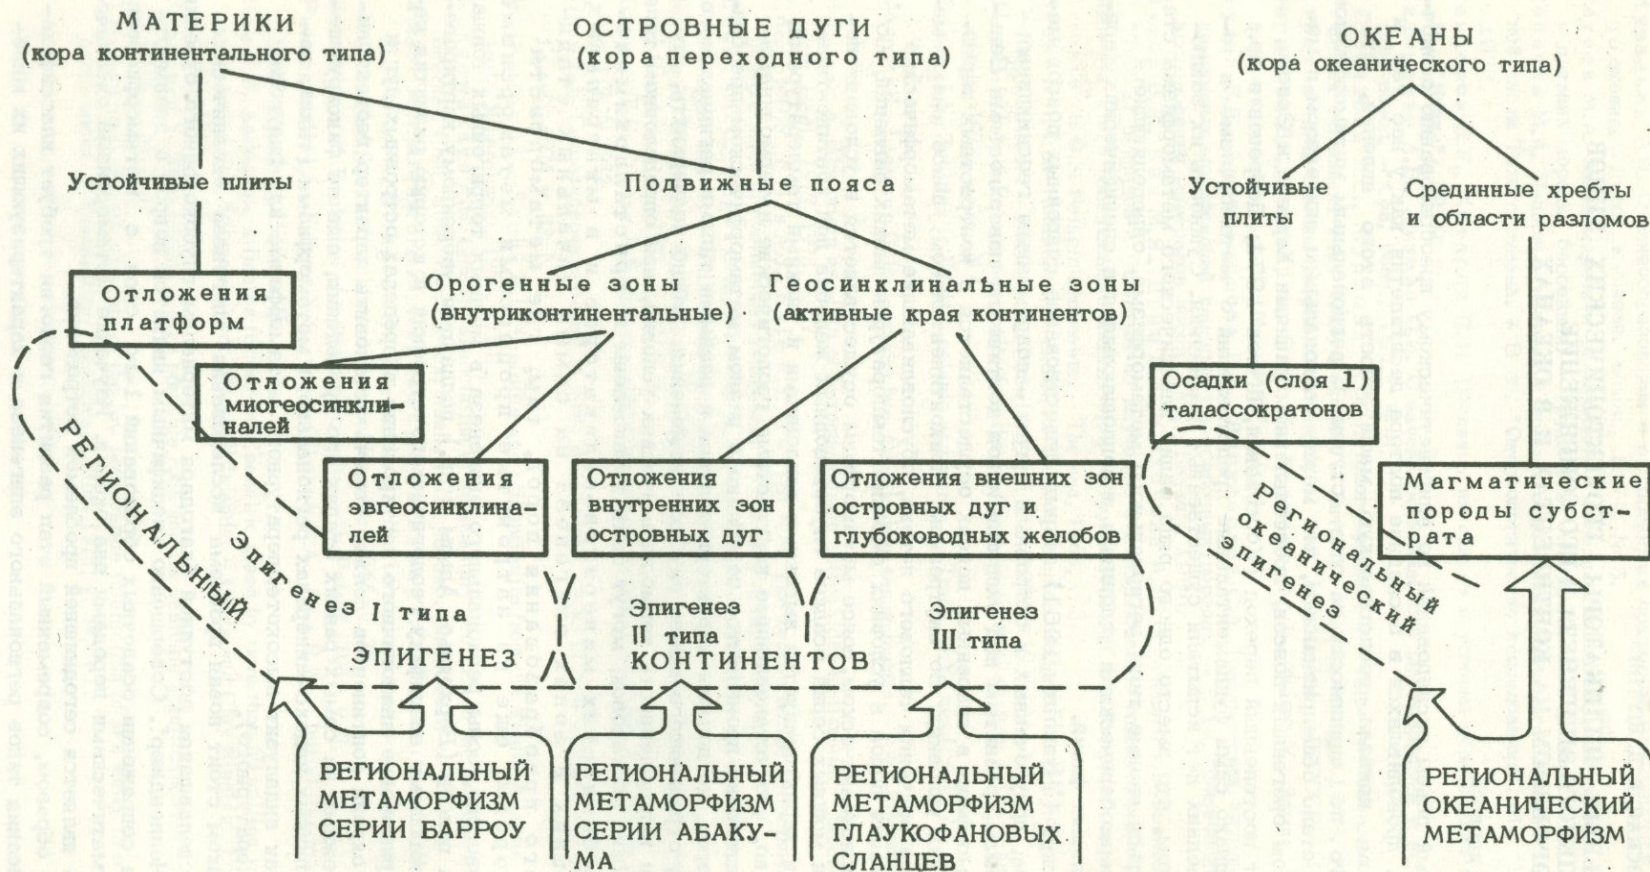 МАТЕРИКИ
(кора континентального типа)
ОСТРОВНЫЕ ДУГИ
(кора переходного типа)
ОКЕАНЫ
(кора океанического типа)
Устойчивые плиты
Подвижные пояса
Устойчивые
плиты
Срединные хребты
и области разломов
Отложения
платформ
Орогенные зоны
(внутриконтинентальные)
Геосинклинальные зоны
(активные края континентов)
Отложения
миогеосинкли-
налей
Осадки (слоя 1)
талассократонов
Отложения
эвгеосинклина-
лей
Отложения
внутренних зон
островных дуг
Отложения внешних зон
островных дуг и
глубоководных желобов
Магматические
породы субст-
рата
РЕГИОНАЛЬНЫЙ
Эпигенез I типа
Эпигенез
II типа
Эпигенез
III типа
Региональный
океанический
эпигенез
ЭПИГЕНЕЗ
КОНТИНЕНТОВ
РЕГИОНАЛЬНЫЙ
МЕТАМОРФИЗМ
СЕРИИ БАРРОУ
РЕГИОНАЛЬНЫЙ
МЕТАМОРФИЗМ
СЕРИИ АБАКУ-
МА
РЕГИОНАЛЬНЫЙ
МЕТАМОРФИЗМ
ГЛАУКОФАНОВЫХ
СЛАНЦЕВ
РЕГИОНАЛЬНЫЙ
ОКЕАНИЧЕСКИЙ
МЕТАМОРФИЗМ